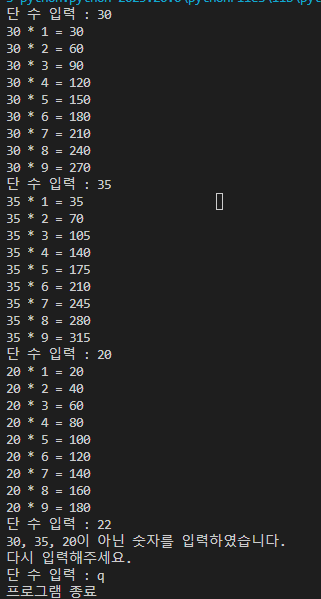 단 수 입력 : 30
30 * 1 = 30
30 * 2 = 60
30 * 3 = 90
30 * 4 = 120
30 * 5 = 150
30 * 6 = 180
30 * 7 = 210
30 * 8 = 240
30 * 9 = 270
단 수 입력 : 35
35 * 1 = 35
35 * 2 = 70
35 * 3 = 105
35 * 4 = 140
35 * 5 = 175
35 * 6 = 210
35 * 7 = 245
35 * 8 = 280
35 * 9 = 315
단 수 입력 : 20
20 * 1 = 20
20 * 2 = 40
20 * 3 = 60
20 * 4 = 80
20 * 5 = 100
20 * 6 = 120
20 * 7 = 140
20 * 8 = 160
20 * 9 = 180
단 수 입력 : 22
30, 35, 20이 아닌 숫자를 입력하였습니다.
다시 입력해주세요.
단 수 입력 : q
프로그램 종료